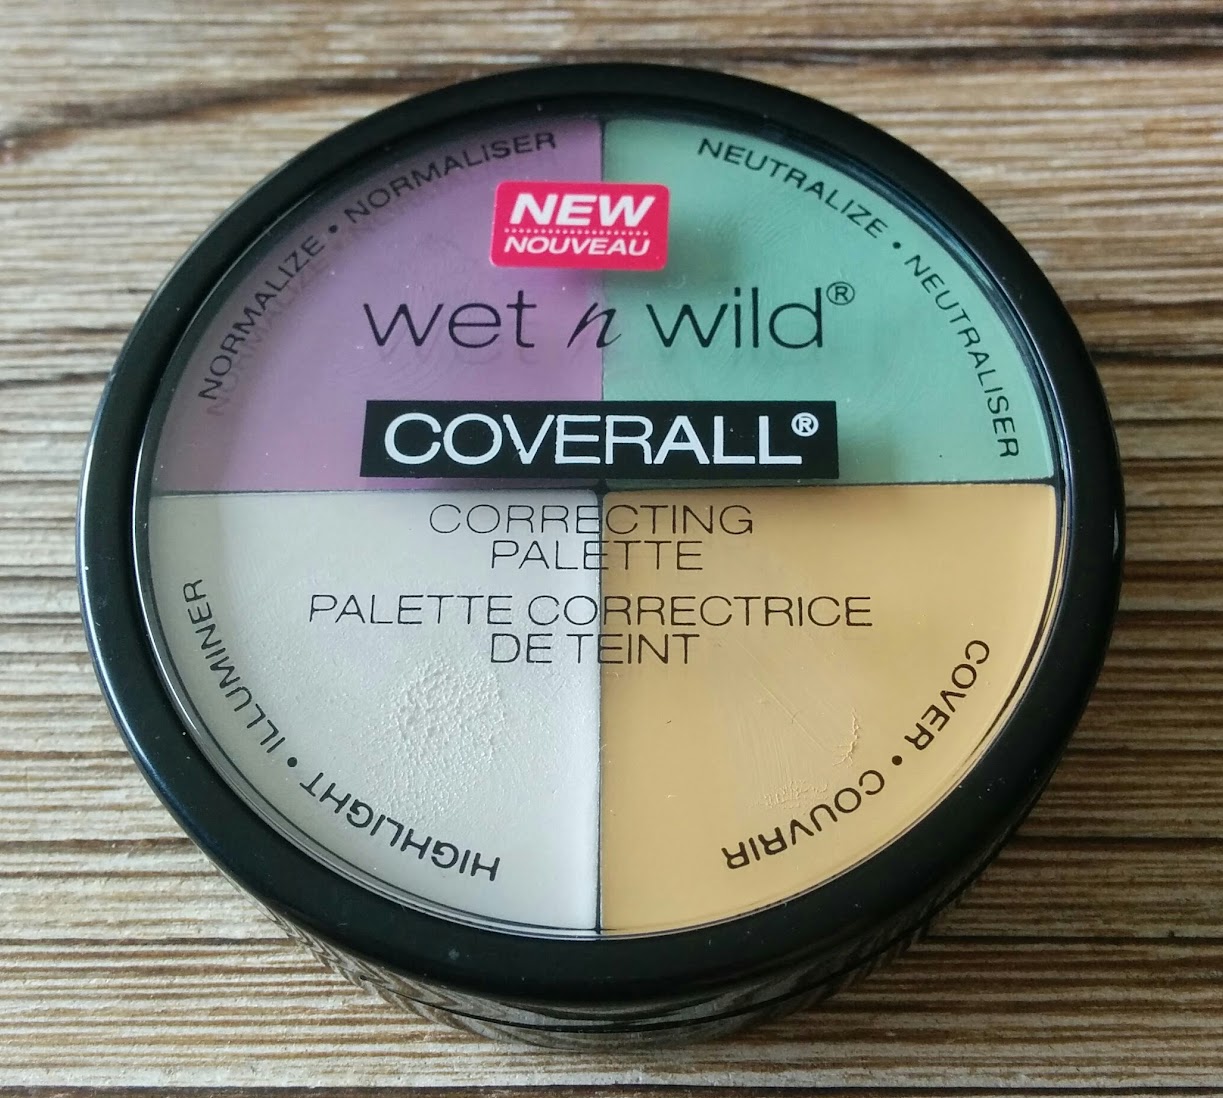 NORMALIZE • NORMALISER
NEUTRALIZE • NEUTRALISER
NEW
NOUVEAU
wet n wild®
COVERALL®
CORRECTING
PALETTE
PALETTE CORRECTRICE
DE TEINT
HIGHLIGHT • ILLUMINER
COVER • COUVRIR